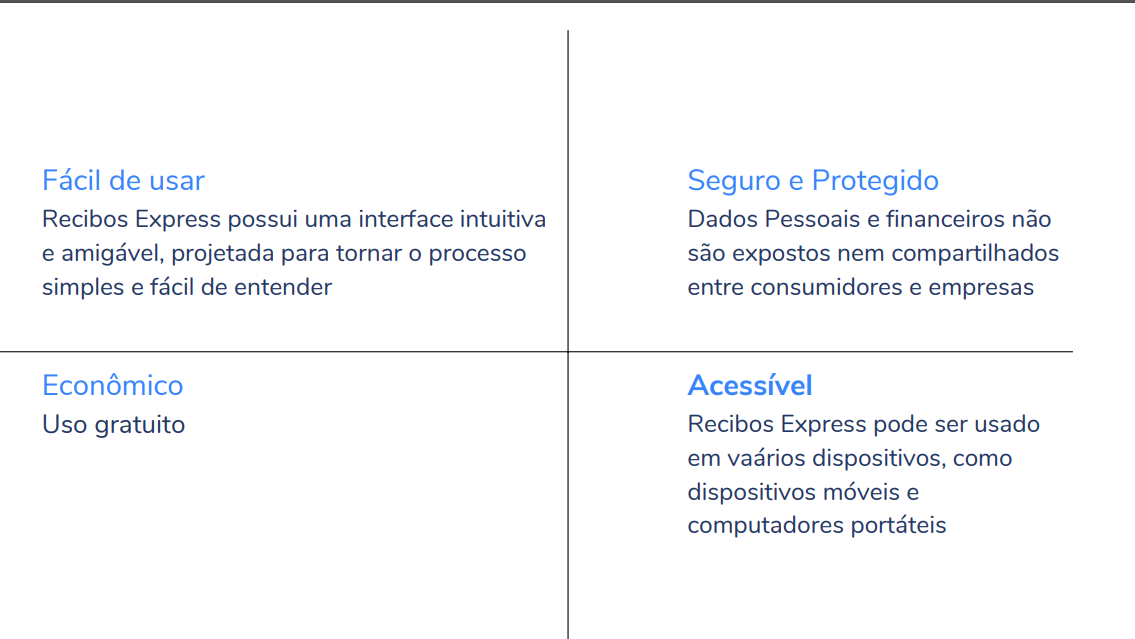 Fácil de usar
Recibos Express possui uma interface intuitiva
e amigável, projetada para tornar o processo
simples e fácil de entender
Seguro e Protegido
Dados Pessoais e financeiros não
são expostos nem compartilhados
entre consumidores e empresas
Econômico
Uso gratuito
Acessível
Recibos Express pode ser usado
em vaários dispositivos, como
dispositivos móveis e
computadores portáteis